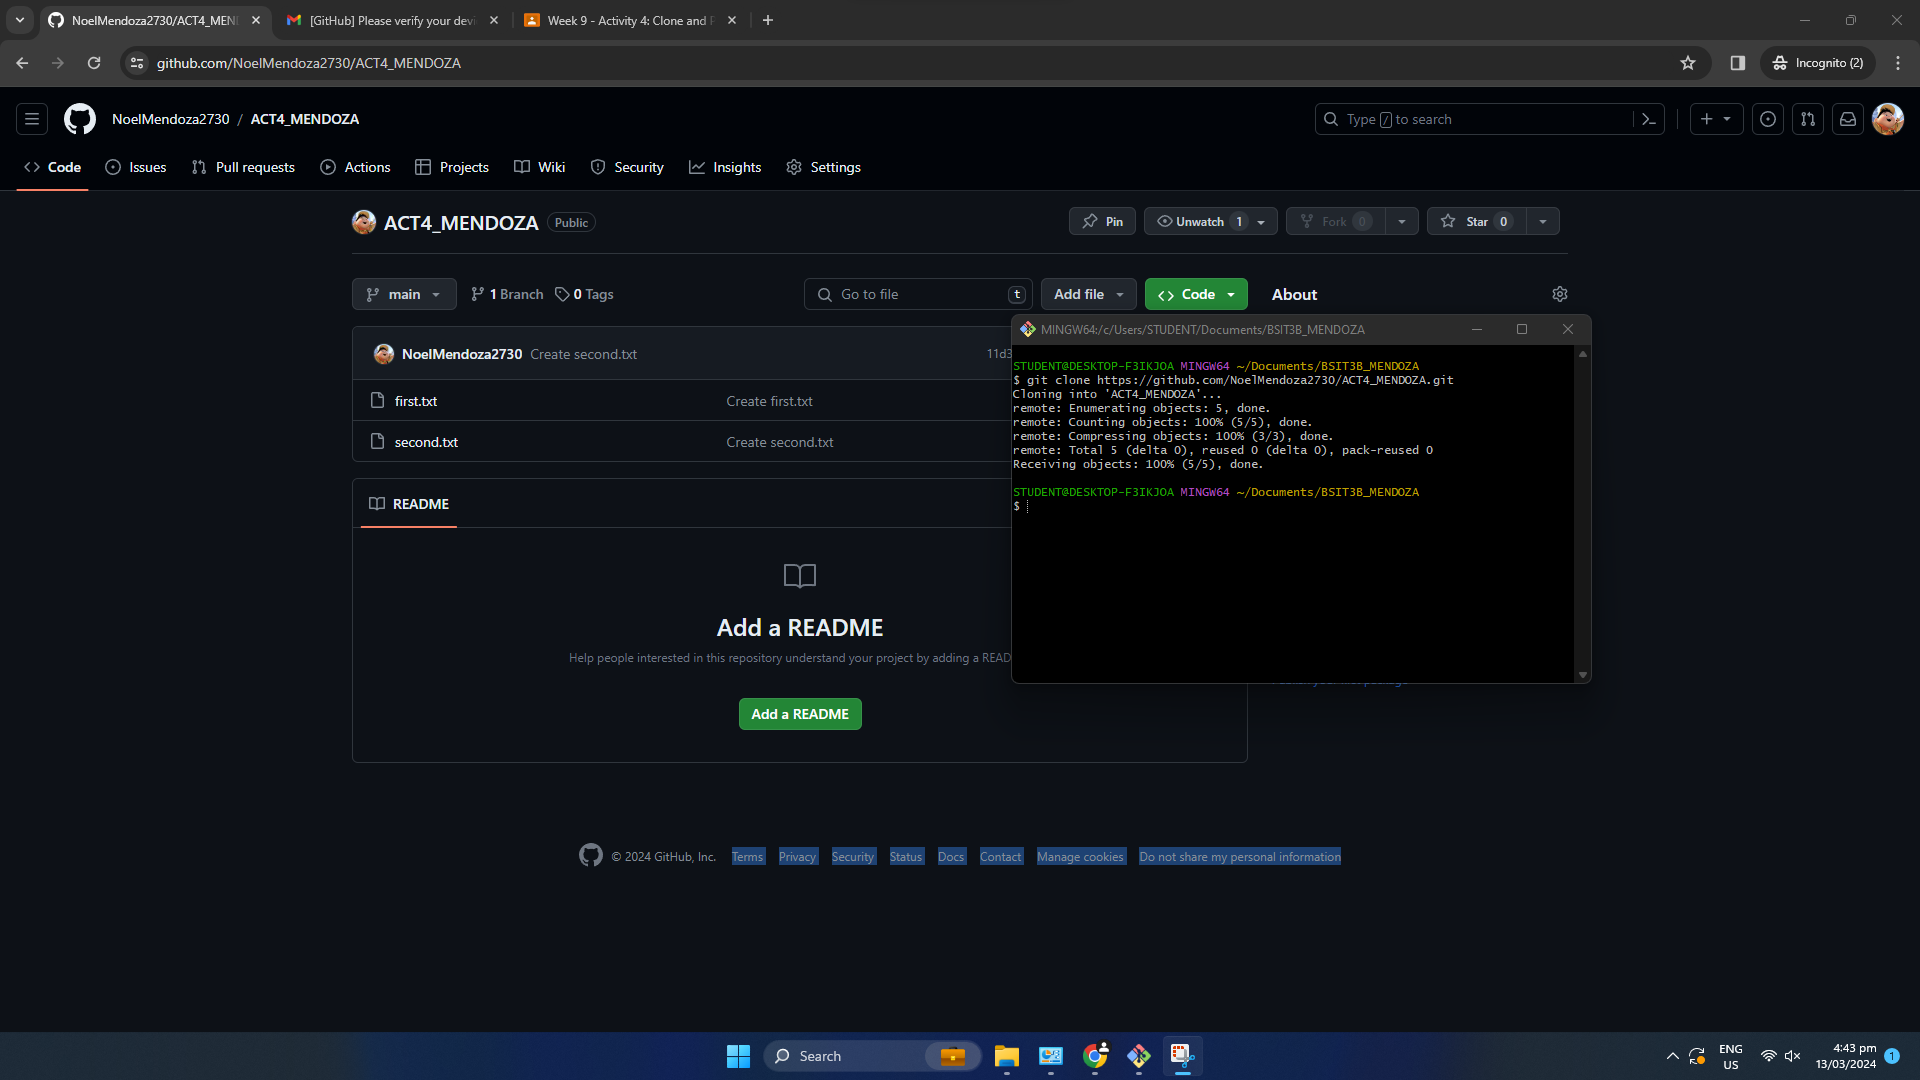 NoelMendoza2730/ACT4_MEN
[GitHub] Please verify your devi
Week 9 - Activity 4: Clone and
github.com/NoelMendoza2730/ACT4_MENDOZA
Incognito (2)
NoelMendoza2730 / ACT4_MENDOZA
Type / to search
Code
Issues
Pull requests
Actions
Projects
Wiki
Security
Insights
Settings
ACT4_MENDOZA Public
Pin
Unwatch 1
Fork 0
Star 0
main
1 Branch
0 Tags
Go to file t
Add file
Code
About
NoelMendoza2730 Create second.txt 11d3
first.txt Create first.txt
second.txt Create second.txt
README
Add a README
Help people interested in this repository understand your project by adding a READ
Add a README
MINGW64:/c/Users/STUDENT/Documents/BSIT3B_MENDOZA
STUDENT@DESKTOP-F3IKJOA MINGW64 ~/Documents/BSIT3B_MENDOZA
$ git clone https://github.com/NoelMendoza2730/ACT4_MENDOZA.git
Cloning into 'ACT4_MENDOZA'...
remote: Enumerating objects: 5, done.
remote: Counting objects: 100% (5/5), done.
remote: Compressing objects: 100% (3/3), done.
remote: Total 5 (delta 0), reused 0 (delta 0), pack-reused 0
Receiving objects: 100% (5/5), done.
STUDENT@DESKTOP-F3IKJOA MINGW64 ~/Documents/BSIT3B_MENDOZA
$
© 2024 GitHub, Inc. Terms Privacy Security Status Docs Contact Manage cookies Do not share my personal information
Search
ENG
US
4:43 pm
13/03/2024
1